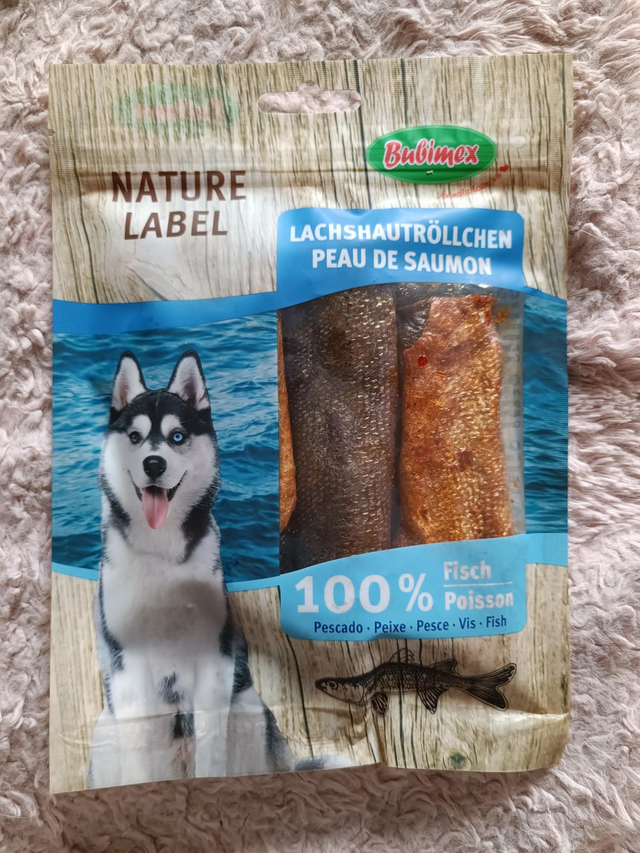 Bubimex
NATURE
LABEL
LACHSHAUTRÖLLCHEN
PEAU DE SAUMON
100%
Fisch
Poisson
Pescado · Peixe · Pesce · Vis · Fish